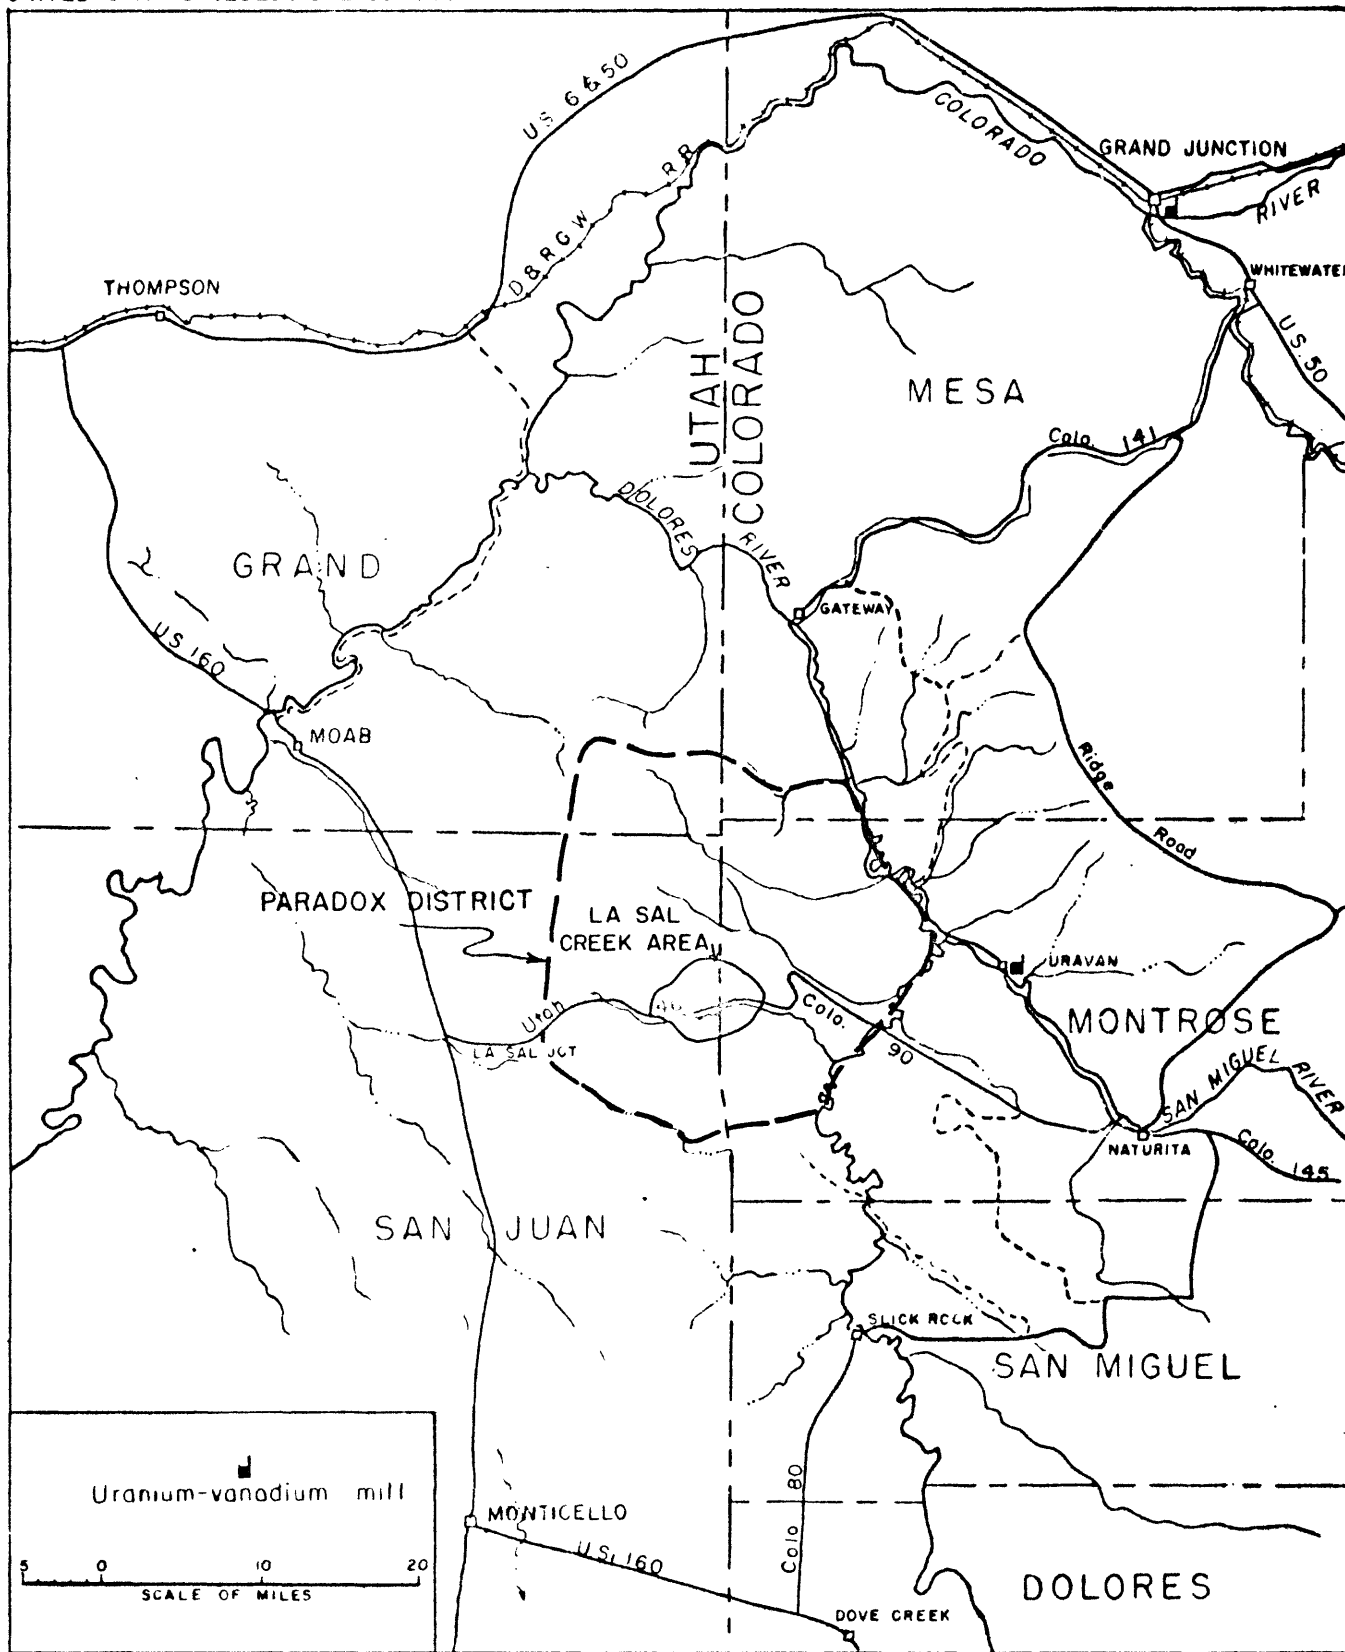 US 6 & 50
COLORADO
GRAND JUNCTION
RIVER
D & R G W R R
THOMPSON
WHITEWATER
UTAH
COLORADO
U.S. 50
MESA
Colo. 141
DOLORES RIVER
GRAND
GATEWAY
US 160
MOAB
Ridge Road
PARADOX DISTRICT
LA SAL
CREEK AREA
URAVAN
Utah 46
Colo. 90
LA SAL JCT
MONTROSE
SAN MIGUEL RIVER
NATURITA
Colo. 145
SAN JUAN
SLICK ROCK
SAN MIGUEL
Uranium-vanadium mill
5 0 10 20
SCALE OF MILES
MONTICELLO
U.S. 160
Colo 80
DOLORES
DOVE CREEK